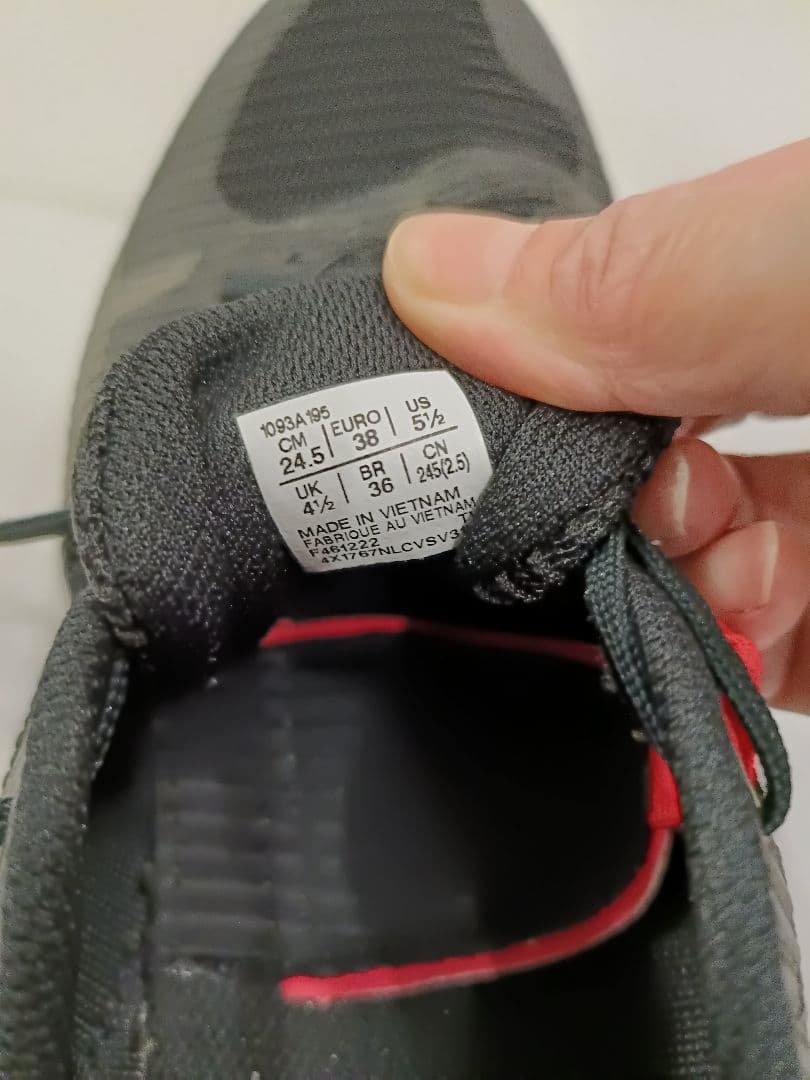 1093A195
CM EURO US
24.5 38 5½
UK BR CN
4½ 36 245(2.5)
MADE IN VIETNAM
FABRIQUE AU VIETNAM
F461222
4X1767NLCVSV3